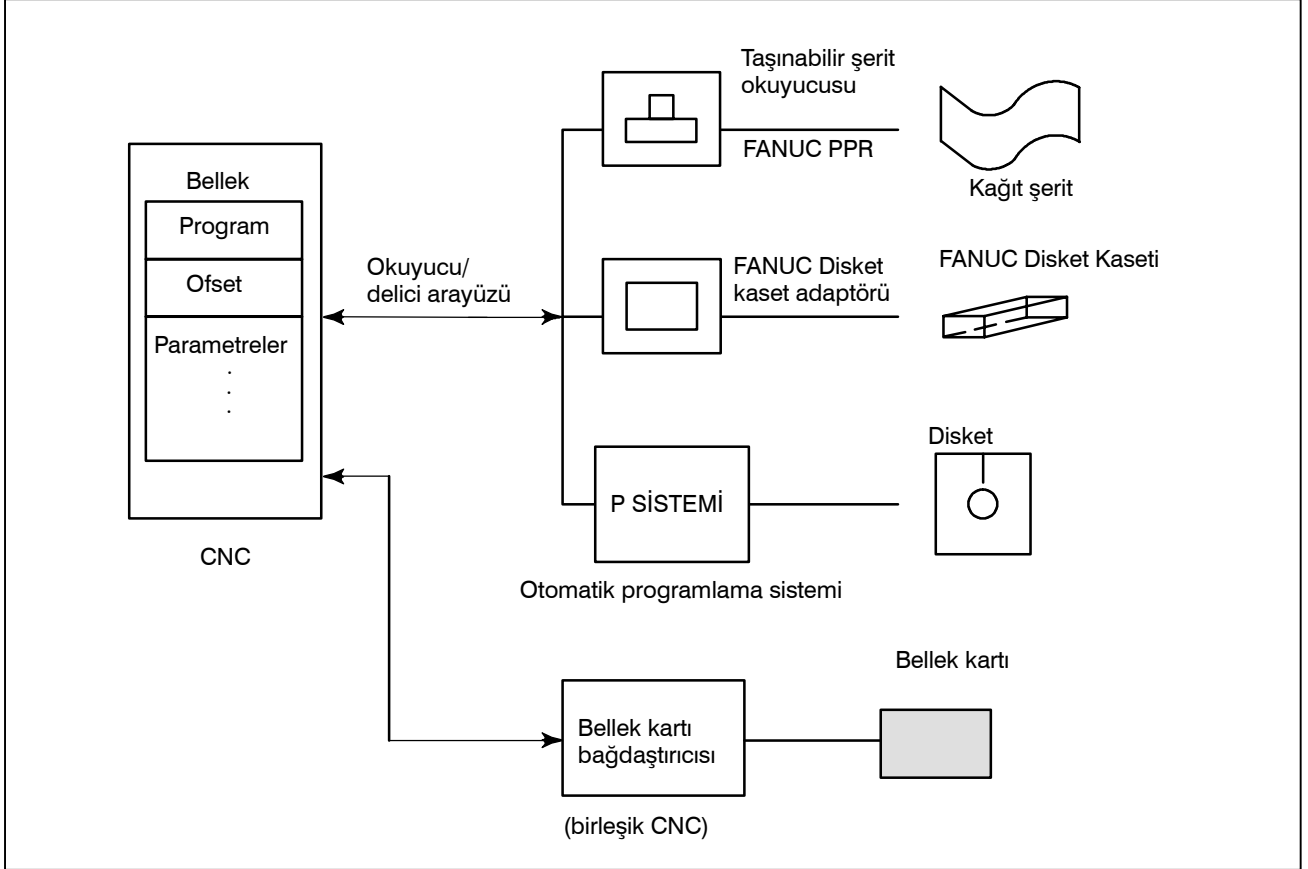 Bellek
Program
Ofset
Parametreler
CNC
Okuyucu/
delici arayüzü
Taşınabilir şerit
okuyucusu
FANUC PPR
Kağıt şerit
FANUC Disket
kaset adaptörü
FANUC Disket Kaseti
P SİSTEMİ
Disket
Otomatik programlama sistemi
Bellek kartı
bağdaştırıcısı
(birleşik CNC)
Bellek kartı